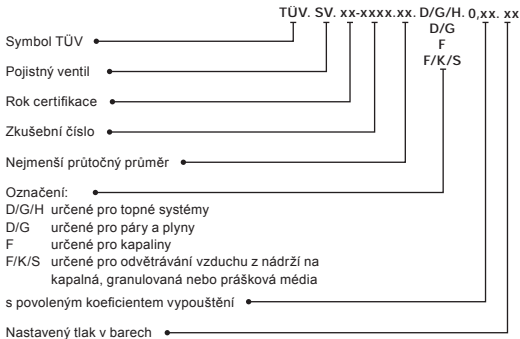 TÜV. SV. xx-xxxx.xx. D/G/H. 0,xx. xx
D/G
F
F/K/S
Symbol TÜV
Pojistný ventil
Rok certifikace
Zkušební číslo
Nejmenší průtočný průměr
Označení:
D/G/H určené pro topné systémy
D/G určené pro páry a plyny
F určené pro kapaliny
F/K/S určené pro odvětrávání vzduchu z nádrží na
kapalná, granulovaná nebo prášková média
s povoleným koeficientem vypouštění
Nastavený tlak v barech